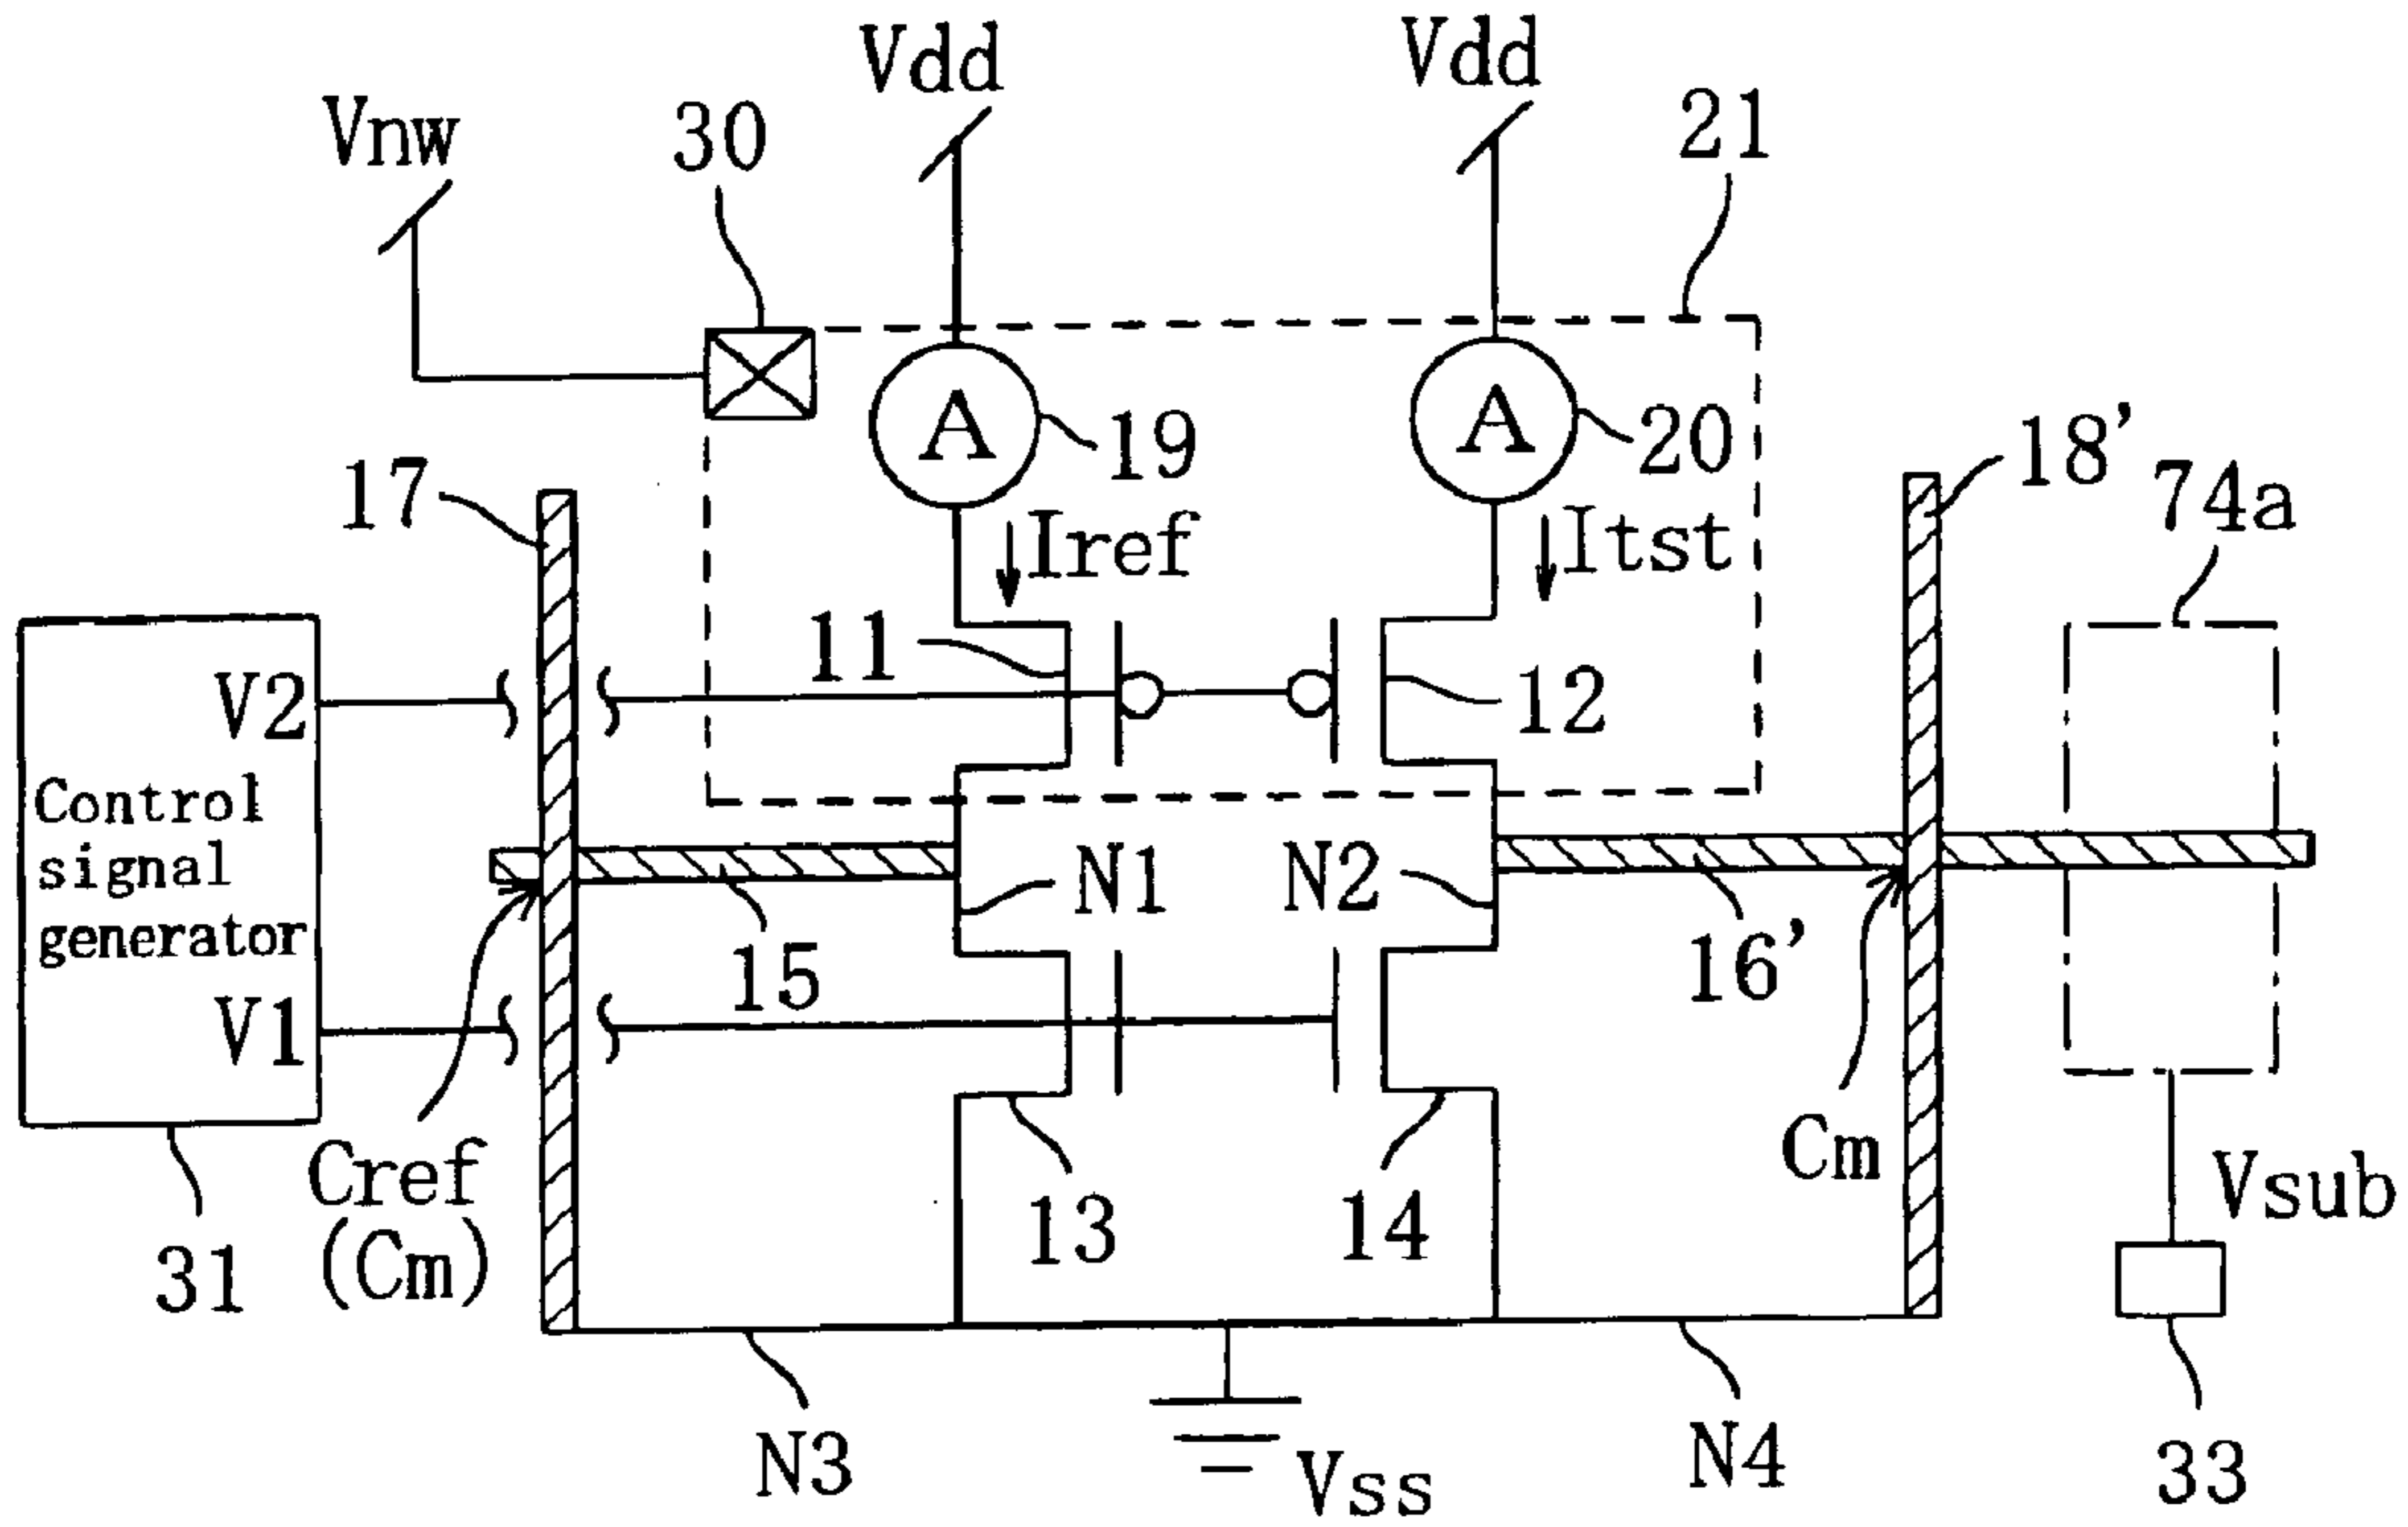 Vdd
Vdd
Vnw
30
21
A
19
A
20
17
18'
74a
Iref
Itst
11
12
V2
Control
signal
generator
V1
N1
N2
15
16'
Cref
(Cm)
Cm
13
14
Vsub
31
N3
Vss
N4
33